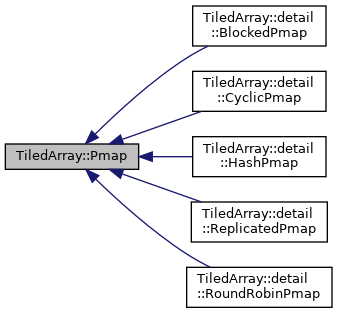 TiledArray::detail
::BlockedPmap
TiledArray::detail
::CyclicPmap
TiledArray::Pmap
TiledArray::detail
::HashPmap
TiledArray::detail
::ReplicatedPmap
TiledArray::detail
::RoundRobinPmap